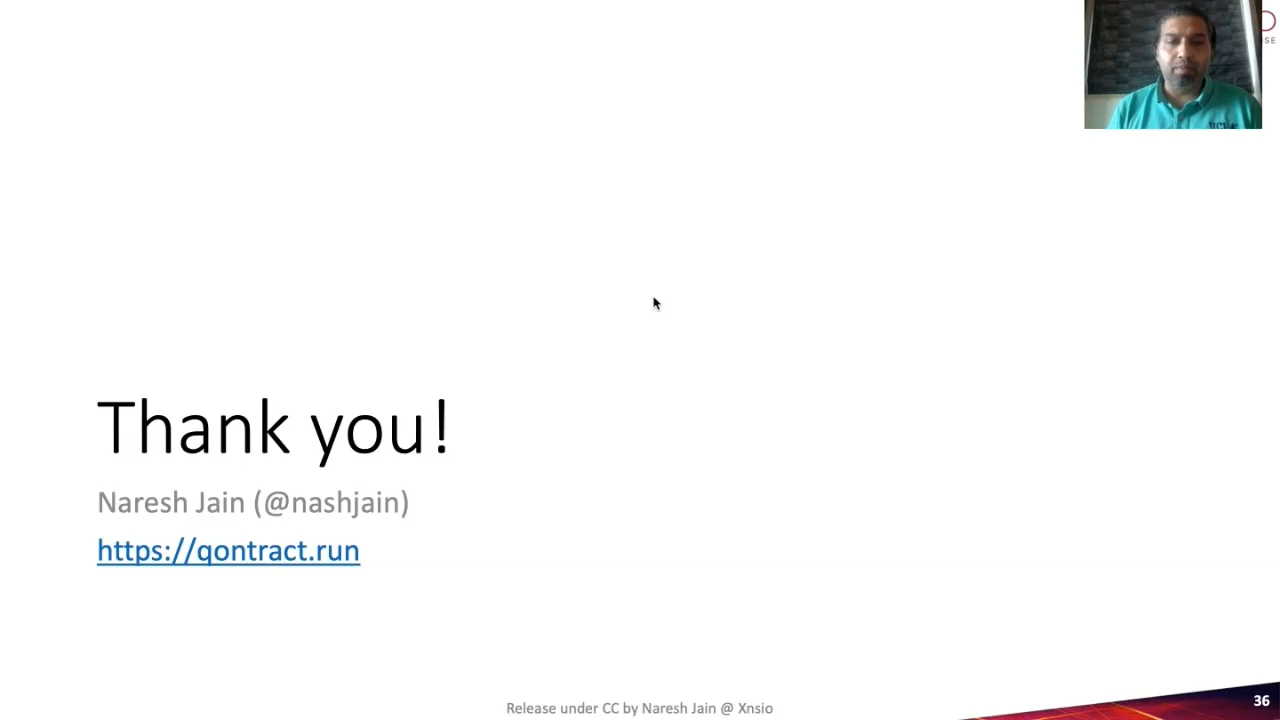 Thank you!
Naresh Jain (@nashjain)
https://qontract.run
Release under CC by Naresh Jain @ Xnsio
36